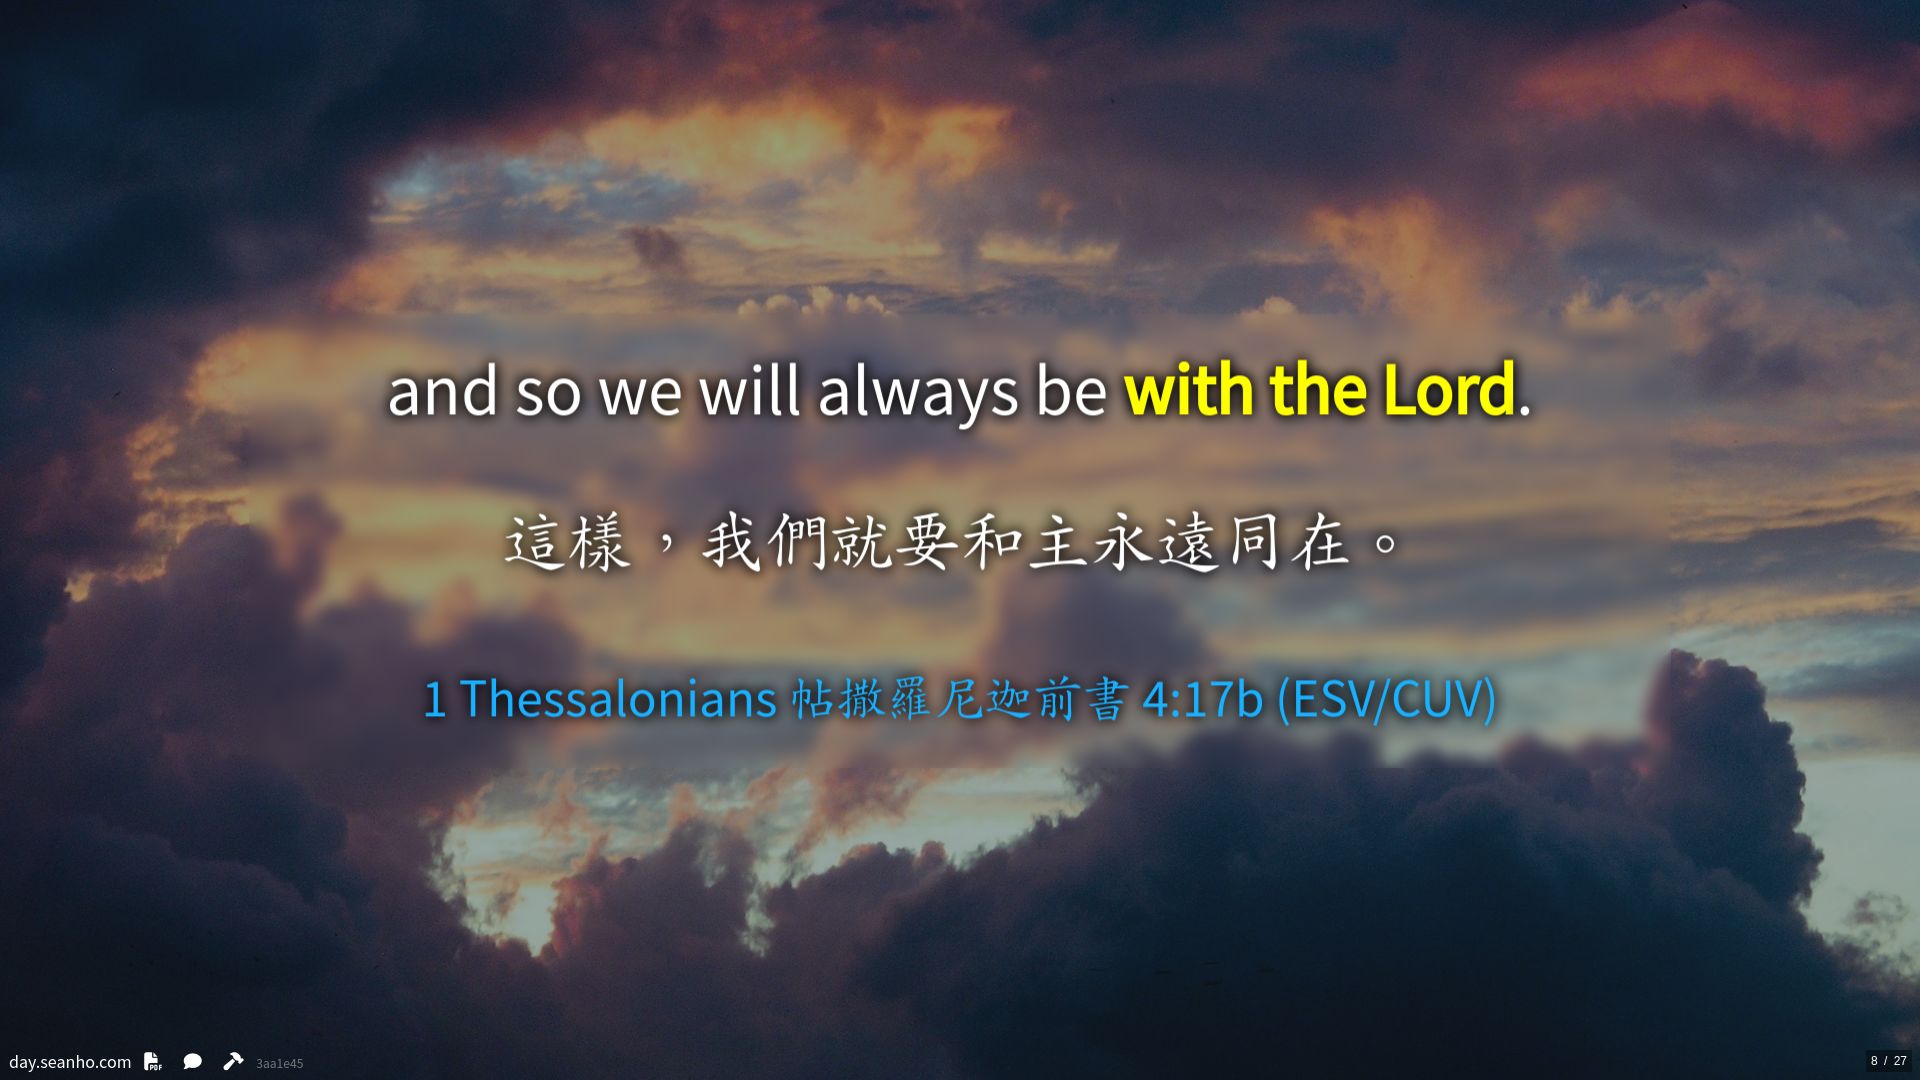 and so we will always be with the Lord.
這樣，我們就要和主永遠同在。
1 Thessalonians 帖撒羅尼迦前書 4:17b (ESV/CUV)
day.seanho.com 3aa1e45
8 / 27